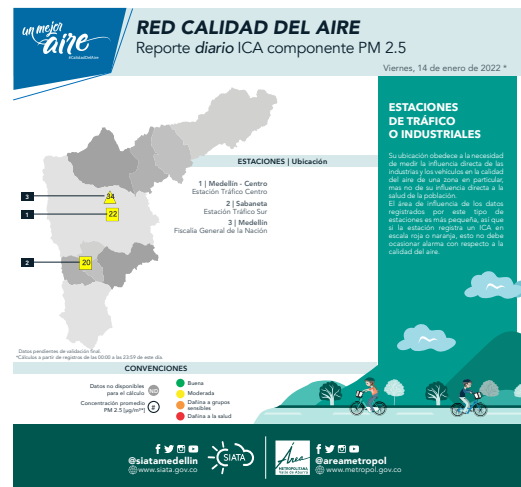 un mejor
aire
#CalidadDelAire
RED CALIDAD DEL AIRE
Reporte diario ICA componente PM 2.5
Viernes, 14 de enero de 2022 *
ESTACIONES
DE TRÁFICO
O INDUSTRIALES
Su ubicación obedece a la necesidad
de medir la influencia directa de las
industrias y los vehículos en la calidad
del aire de una zona en particular,
mas no de su influencia directa a la
salud de la población.
El área de influencia de los datos
registrados por este tipo de
estaciones es más pequeña, así que
si la estación registra un ICA en
escala roja o naranja, esto no debe
ocasionar alarma con respecto a la
calidad del aire.
ESTACIONES | Ubicación
1 | Medellín - Centro
Estación Tráfico Centro
2 | Sabaneta
Estación Tráfico Sur
3 | Medellín
Fiscalía General de la Nación
3
34
1
22
2
20
Datos pendientes de validación final.
*Cálculos a partir de registros de las 00:00 a las 23:59 de este día.
CONVENCIONES
Datos no disponibles
para el cálculo
ND
Concentración promedio
PM 2.5 [µg/m³]
#
Buena
Moderada
Dañina a grupos
sensibles
Dañina a la salud
@siatamedellin
www.siata.gov.co
SIATA
Área
METROPOLITANA
Valle de Aburrá
@areametropol
www.metropol.gov.co